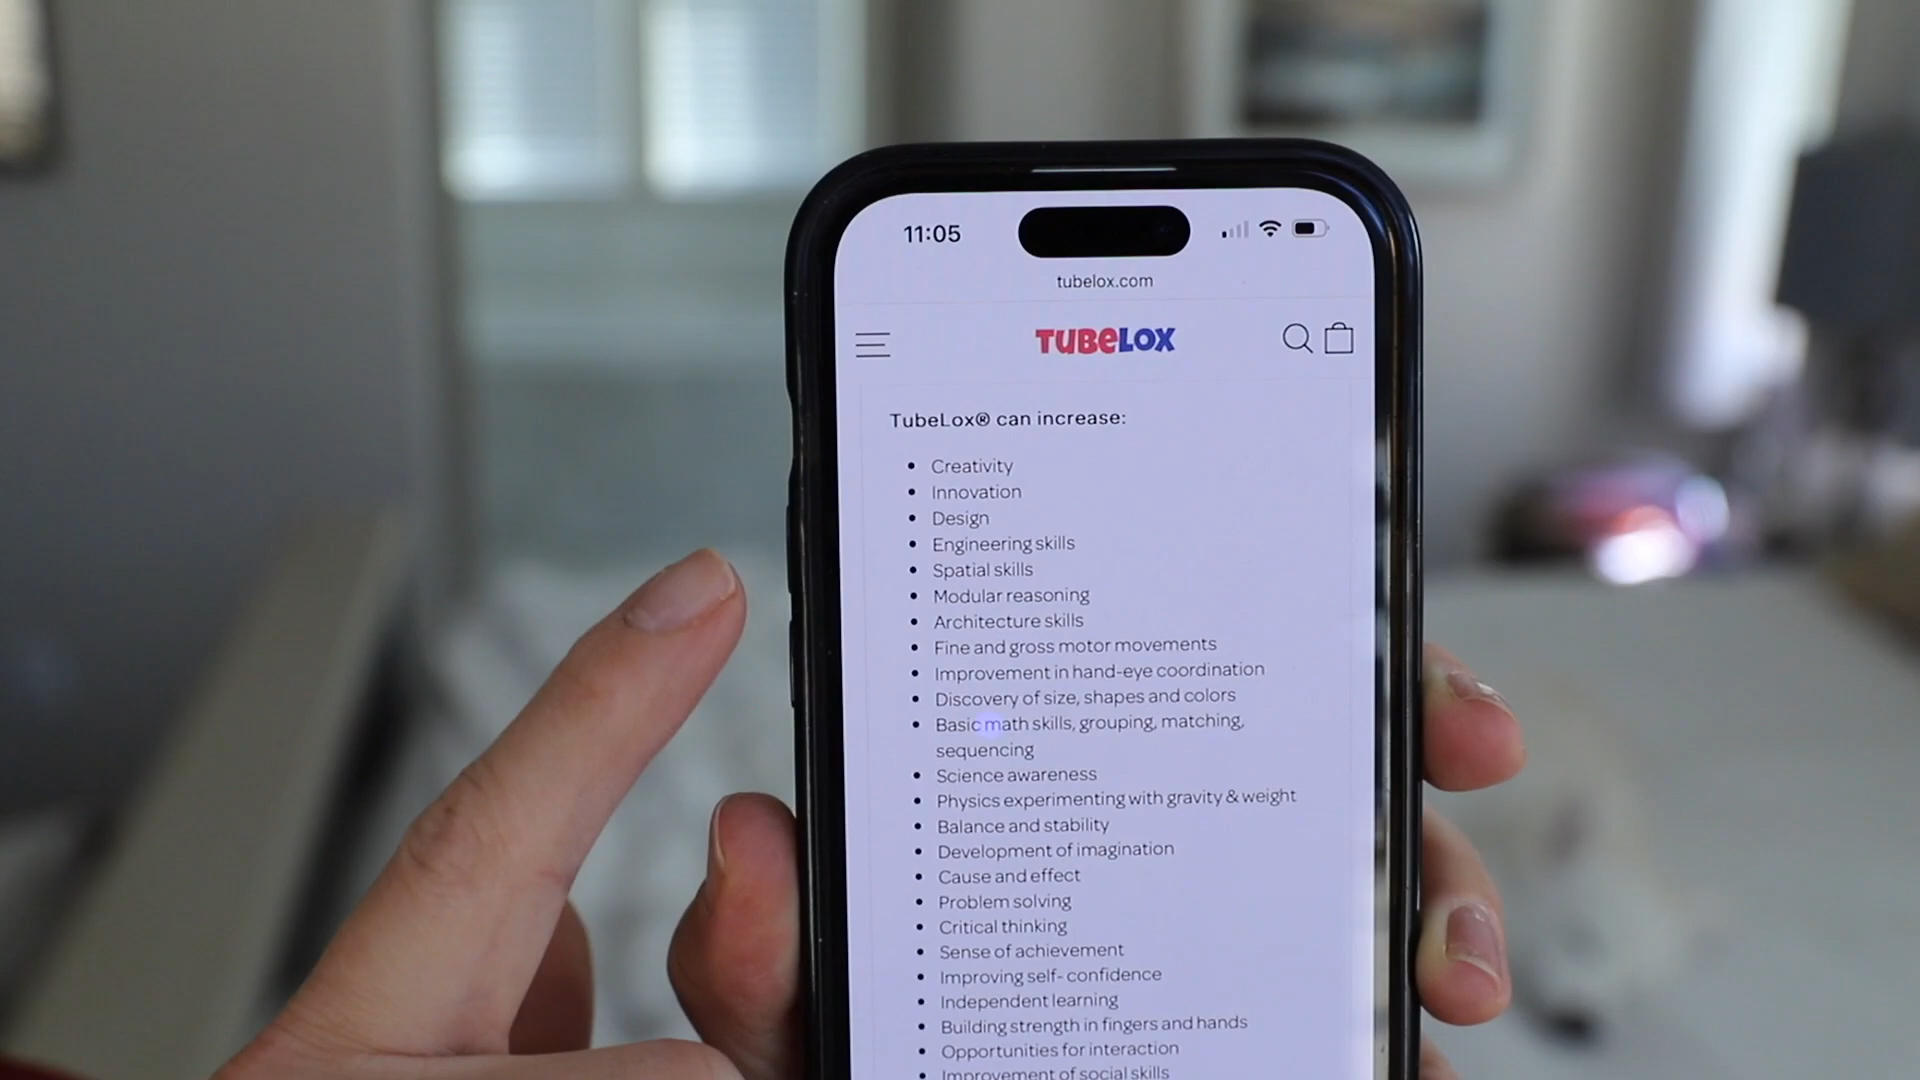 11:05
tubelox.com
TUBELOX
TubeLox® can increase:
• Creativity
• Innovation
• Design
• Engineering skills
• Spatial skills
• Modular reasoning
• Architecture skills
• Fine and gross motor movements
• Improvement in hand-eye coordination
• Discovery of size, shapes and colors
• Basic math skills, grouping, matching,
sequencing
• Science awareness
• Physics experimenting with gravity & weight
• Balance and stability
• Development of imagination
• Cause and effect
• Problem solving
• Critical thinking
• Sense of achievement
• Improving self- confidence
• Independent learning
• Building strength in fingers and hands
• Opportunities for interaction
• Improvement of social skills